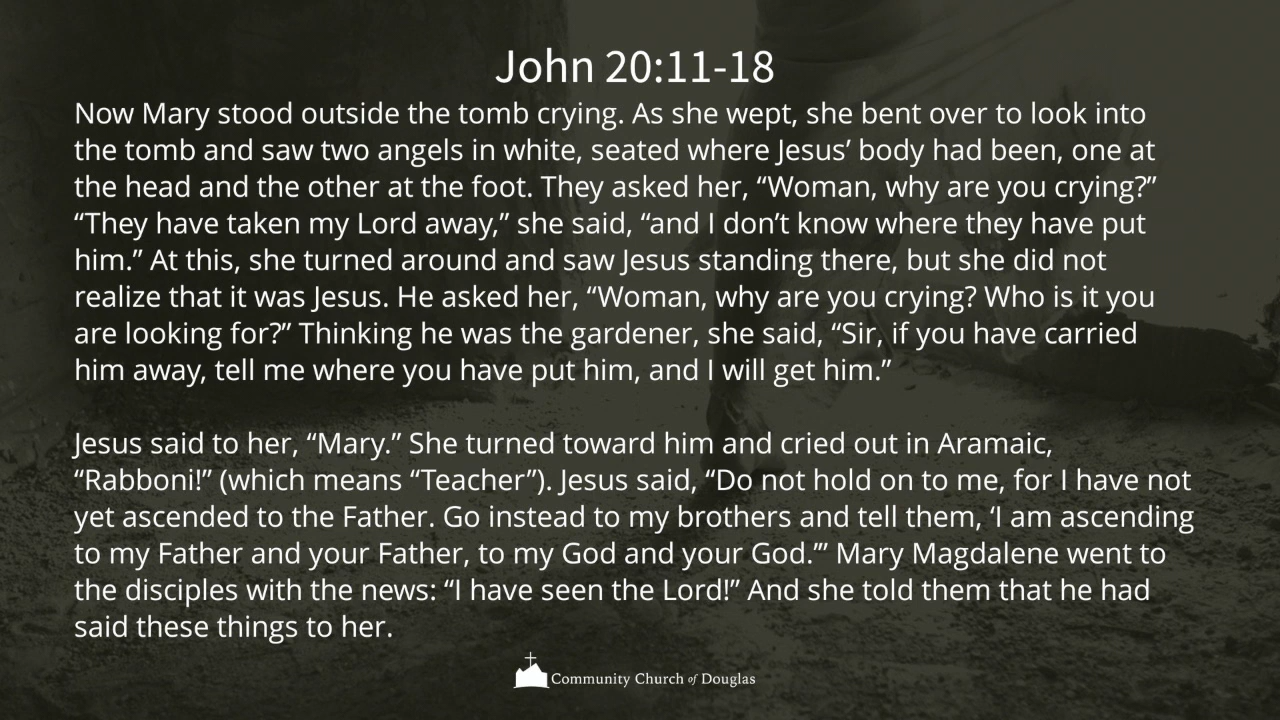 John 20:11-18
Now Mary stood outside the tomb crying. As she wept, she bent over to look into
the tomb and saw two angels in white, seated where Jesus’ body had been, one at
the head and the other at the foot. They asked her, “Woman, why are you crying?”
“They have taken my Lord away,” she said, “and I don’t know where they have put
him.” At this, she turned around and saw Jesus standing there, but she did not
realize that it was Jesus. He asked her, “Woman, why are you crying? Who is it you
are looking for?” Thinking he was the gardener, she said, “Sir, if you have carried
him away, tell me where you have put him, and I will get him.”
Jesus said to her, “Mary.” She turned toward him and cried out in Aramaic,
“Rabboni!” (which means “Teacher”). Jesus said, “Do not hold on to me, for I have not
yet ascended to the Father. Go instead to my brothers and tell them, ‘I am ascending
to my Father and your Father, to my God and your God.’” Mary Magdalene went to
the disciples with the news: “I have seen the Lord!” And she told them that he had
said these things to her.
Community Church of Douglas